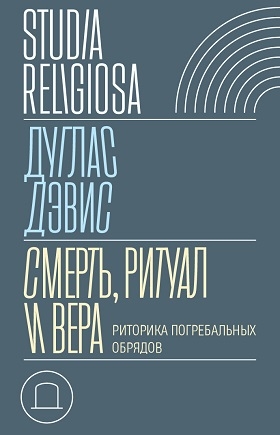 STUDIA
RELIGIOSA
ДУГЛАС
ДЭВИС
СМЕРТЬ, РИТУАЛ
И ВЕРА
РИТОРИКА ПОГРЕБАЛЬНЫХ
ОБРЯДОВ